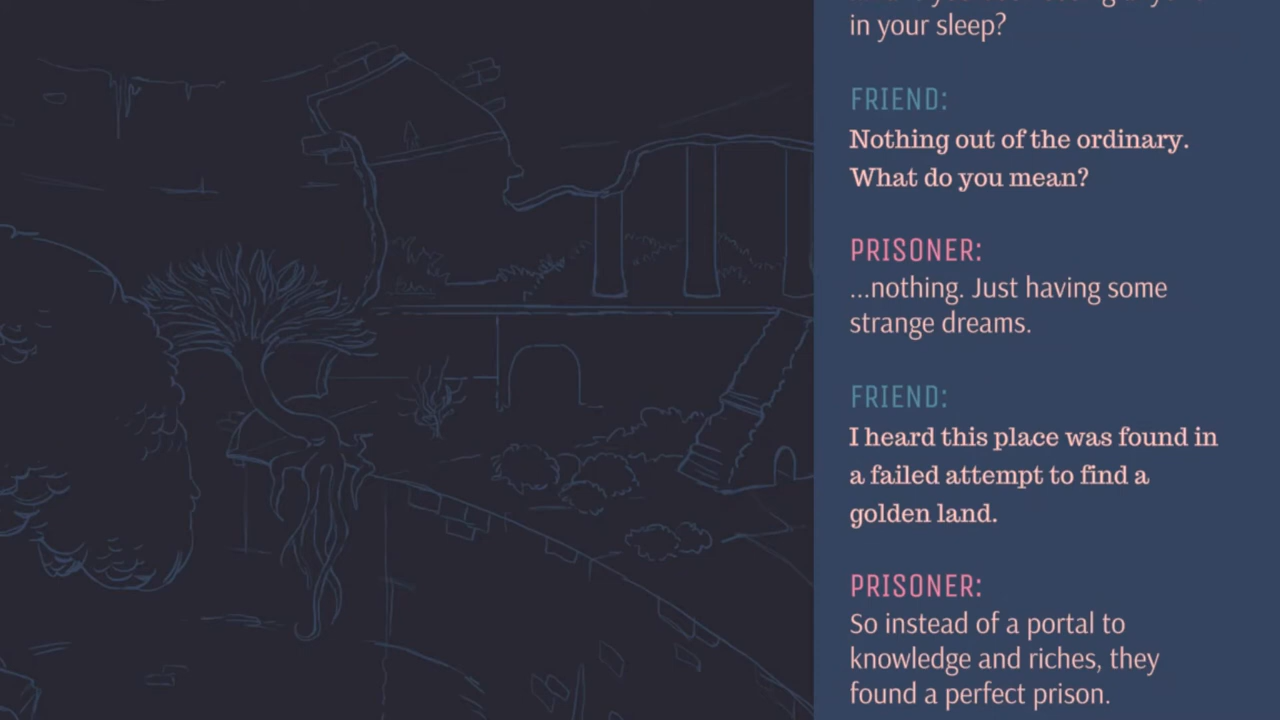 in your sleep?
FRIEND:
Nothing out of the ordinary.
What do you mean?
PRISONER:
...nothing. Just having some
strange dreams.
FRIEND:
I heard this place was found in
a failed attempt to find a
golden land.
PRISONER:
So instead of a portal to
knowledge and riches, they
found a perfect prison.